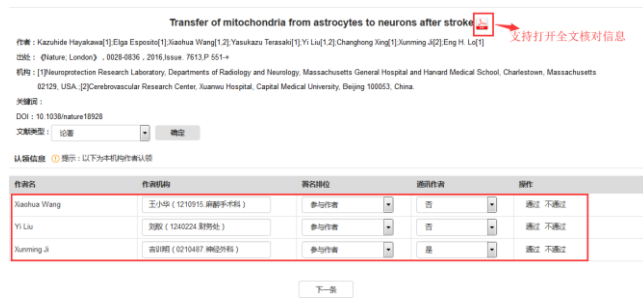 Transfer of mitochondria from astrocytes to neurons after stroke
支持打开全文核对信息
作者：Kazuhide Hayakawa[1];Elga Esposito[1];Xiaohua Wang[1,2];Yasukazu Terasaki[1];Yi Liu[1,2];Changhong Xing[1];Xunming Ji[2];Eng H. Lo[1]
出处： 《Nature; London》 , 0028-0836 , 2016,Issue. 7613,P 551-+
机构：[1]Neuroprotection Research Laboratory, Departments of Radiology and Neurology, Massachusetts General Hospital and Harvard Medical School, Charlestown, Massachusetts
02129, USA.;[2]Cerebrovascular Research Center, Xuanwu Hospital, Capital Medical University, Beijing 100053, China.
关键词：
DOI：10.1038/nature18928
文献类型： 论著 确定
认领信息 提示：以下为本机构作者认领
作者名 作者机构 署名排位 通讯作者 操作
Xiaohua Wang 王小华（1210915.麻醉手术科） 参与作者 否 通过 不通过
Yi Liu 刘毅（1240224.财务处） 参与作者 否 通过 不通过
Xunming Ji 吉训明（0210487.神经外科） 参与作者 是 通过 不通过
下一条